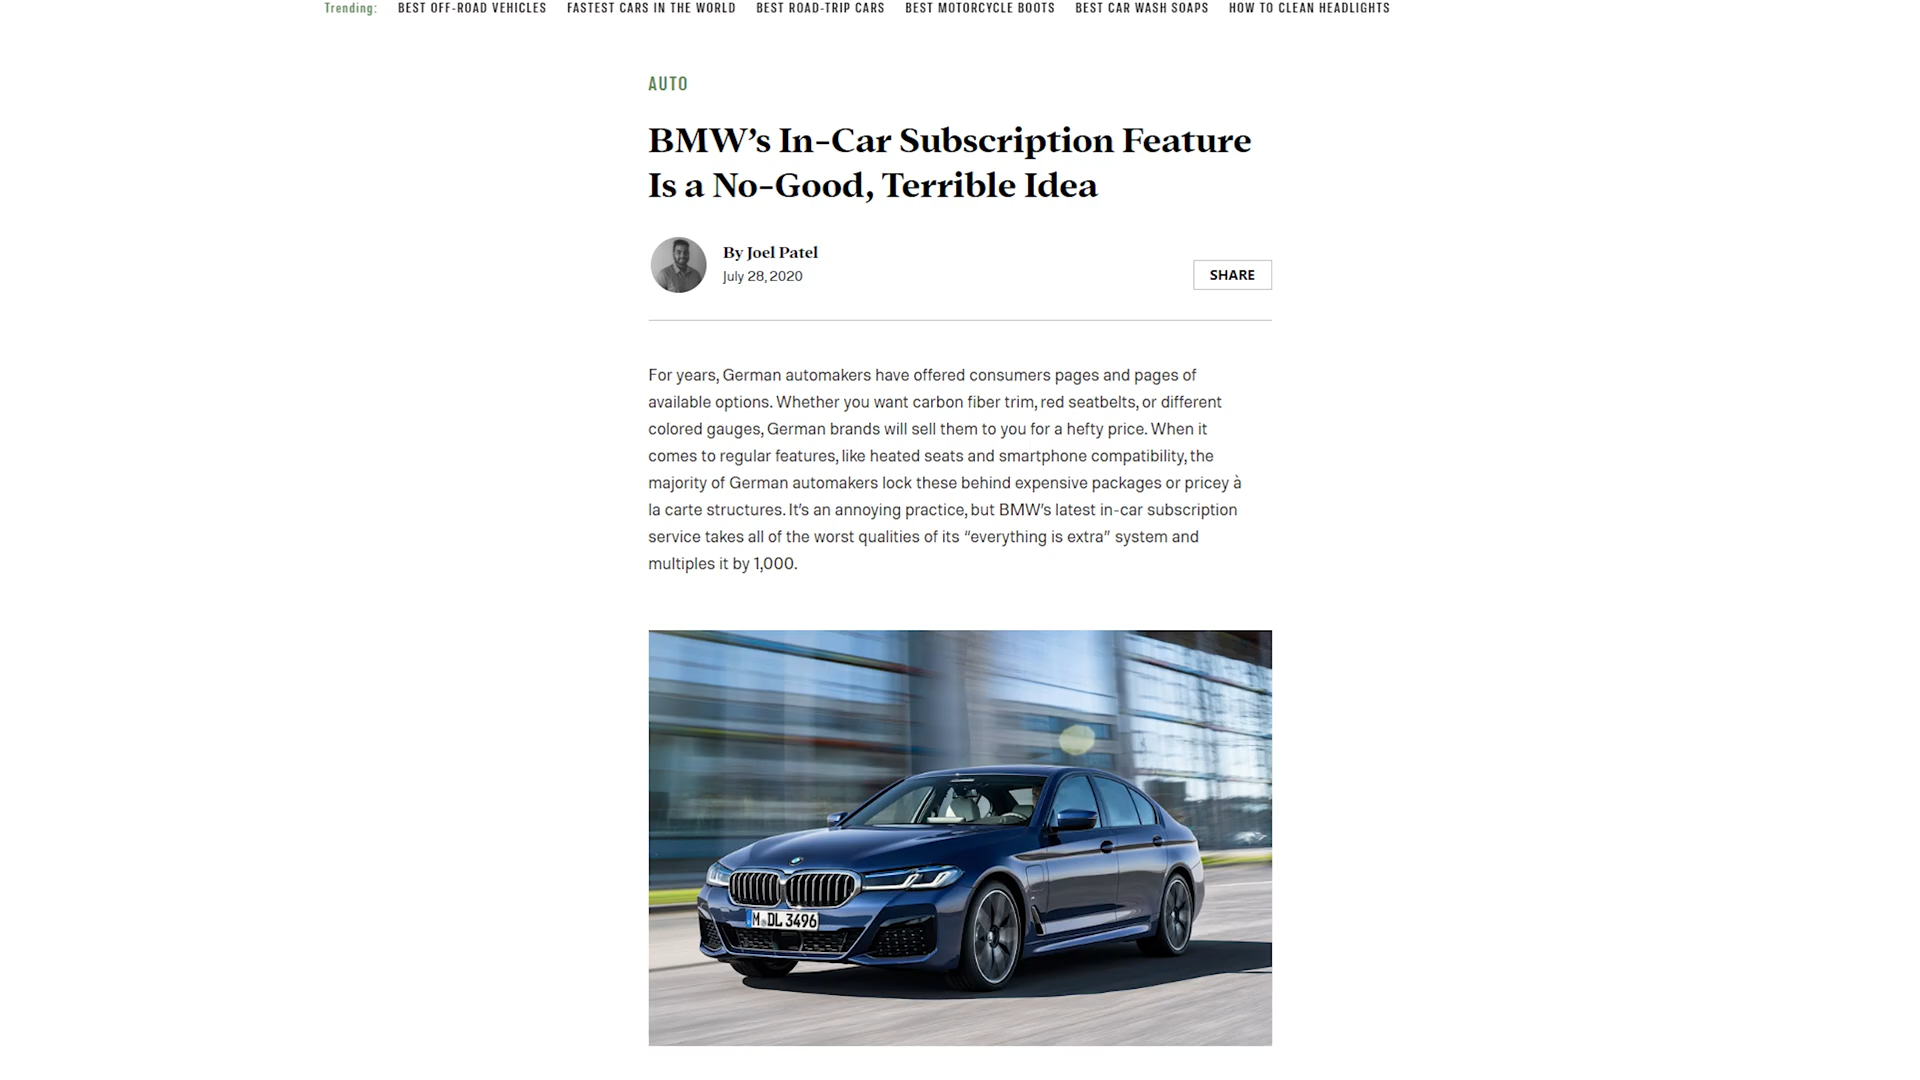 Trending: BEST OFF-ROAD VEHICLES FASTEST CARS IN THE WORLD BEST ROAD-TRIP CARS BEST MOTORCYCLE BOOTS BEST CAR WASH SOAPS HOW TO CLEAN HEADLIGHTS
AUTO
BMW’s In-Car Subscription Feature
Is a No-Good, Terrible Idea
By Joel Patel
July 28, 2020
SHARE
For years, German automakers have offered consumers pages and pages of
available options. Whether you want carbon fiber trim, red seatbelts, or different
colored gauges, German brands will sell them to you for a hefty price. When it
comes to regular features, like heated seats and smartphone compatibility, the
majority of German automakers lock these behind expensive packages or pricey à
la carte structures. It’s an annoying practice, but BMW’s latest in-car subscription
service takes all of the worst qualities of its “everything is extra” system and
multiples it by 1,000.
M DL 3496